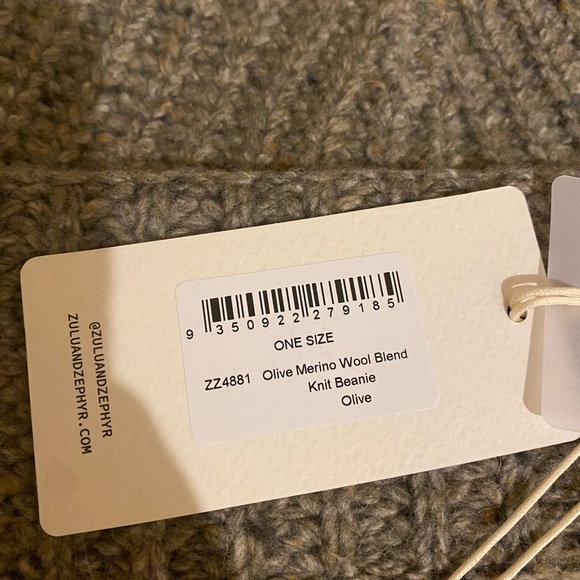 9 350922 279185
ONE SIZE
ZZ4881 Olive Merino Wool Blend
Knit Beanie
Olive
@ZULUANDZEPHYR
ZULUANDZEPHYR.COM